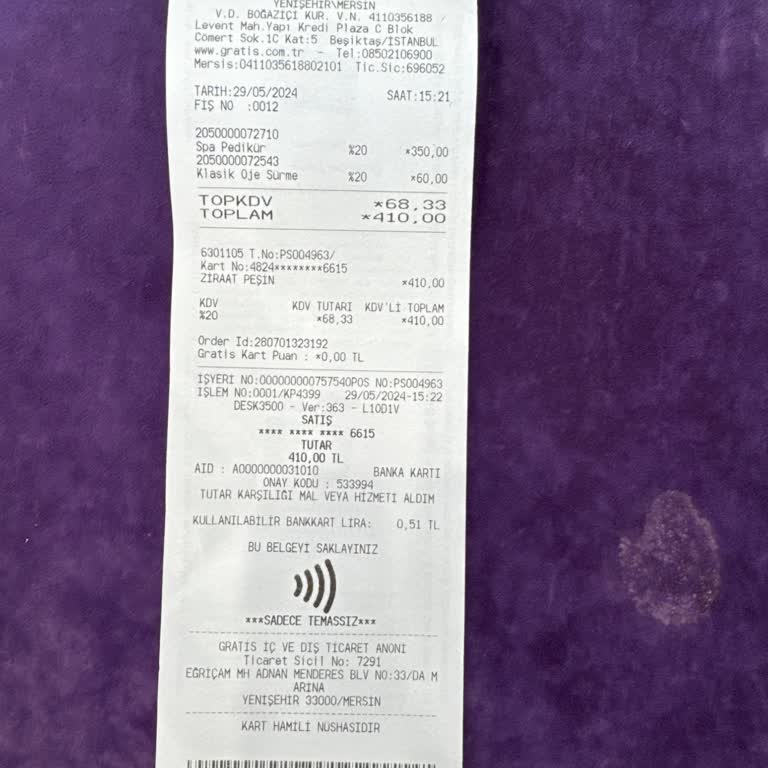 YENİŞEHİR\MERSİN
V.D. BOĞAZİÇİ KUR. V.N. 4110356188 /
Levent Mah.Yapı Kredi Plaza C Blok
Cömert Sok.1C Kat:5 Beşiktaş/İSTANBUL
www.gratis.com.tr - Tel:08502106900
Mersis:0411035618802101 Tic.Sic:696052
TARİH:29/05/2024 SAAT:15:21
FİŞ NO :0012
2050000072710
Spa Pedikür %20 *350,00
2050000072543
Klasik Oje Sürme %20 *60,00
TOPKDV *68,33
TOPLAM *410,00
6301105 T.No:PS004963/
Kart No:4824********6615
ZİRAAT PEŞİN *410,00
KDV KDV TUTARI KDV'Lİ TOPLAM
%20 *68,33 *410,00
Order Id:280701323192
Gratis Kart Puan : *0,00 TL
İŞYERİ NO:000000000757540POS NO:PS004963
İŞLEM NO:0001/KP4399 29/05/2024-15:22
DESK3500 - Ver:363 - L10D1V
SATIŞ
**** **** **** 6615
TUTAR
410,00 TL
AID : A0000000031010 BANKA KARTI
ONAY KODU : 533994
TUTAR KARŞILIĞI MAL VEYA HİZMETİ ALDIM
KULLANILABİLİR BANKKART LİRA: 0,51 TL
BU BELGEYİ SAKLAYINIZ
***SADECE TEMASSIZ***
GRATİS İÇ VE DIŞ TİCARET ANONİ
Ticaret Sicil No: 7291
EĞRİÇAM MH ADNAN MENDERES BLV NO:33/DA M
ARİNA
YENİŞEHİR 33000/MERSİN
KART HAMİLİ NÜSHASIDIR